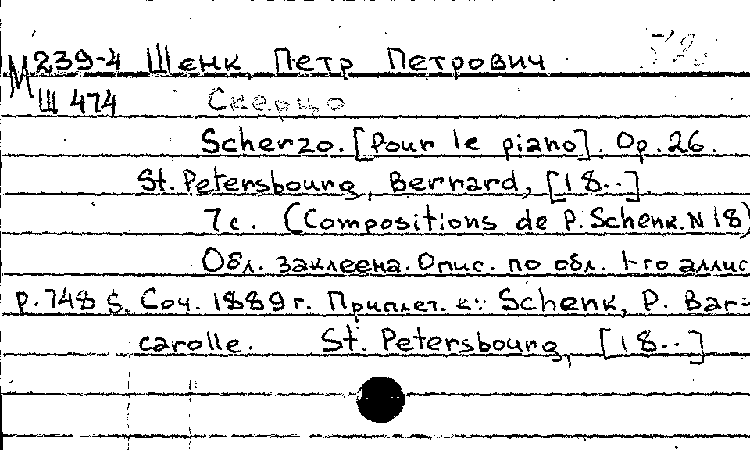 М 239-4 Шенк, Петр Петрович
Ш 474 Скерцо
Scherzo. [Pour le piano]. Op. 26.
St. Petersbourg, Bernard, [18..].
7 с. (Compositions de P. Schenk. N 18)
Обл. заклеена. Опис. по обл. 1-го аллис
р. 748 S. Соч. 1889 г. Приплет. к: Schenk, P. Bar-
carolle. St. Petersbourg, [18..]